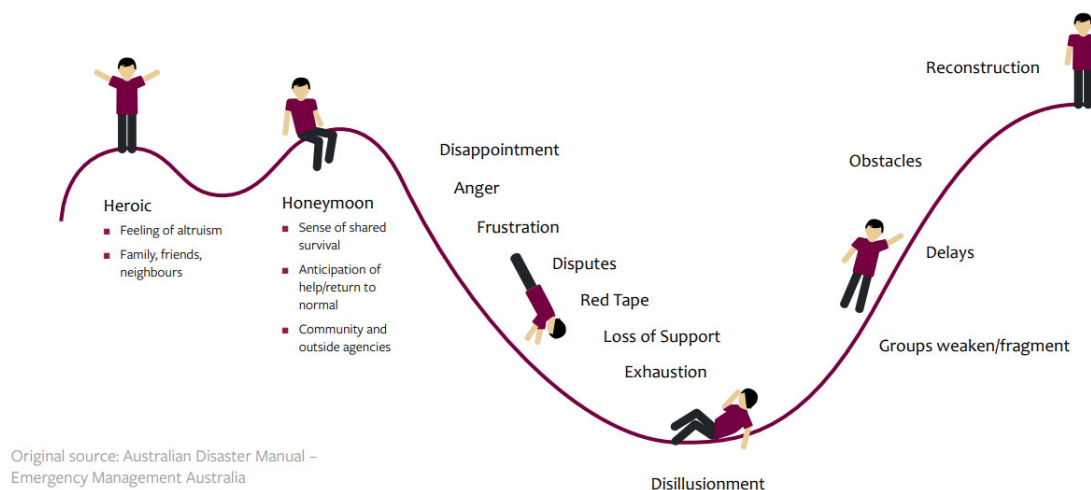 Heroic
Feeling of altruism
Family, friends,
neighbours
Honeymoon
Sense of shared
survival
Anticipation of
help/return to
normal
Community and
outside agencies
Disappointment
Anger
Frustration
Disputes
Red Tape
Loss of Support
Exhaustion
Disillusionment
Groups weaken/fragment
Delays
Obstacles
Reconstruction
Original source: Australian Disaster Manual –
Emergency Management Australia